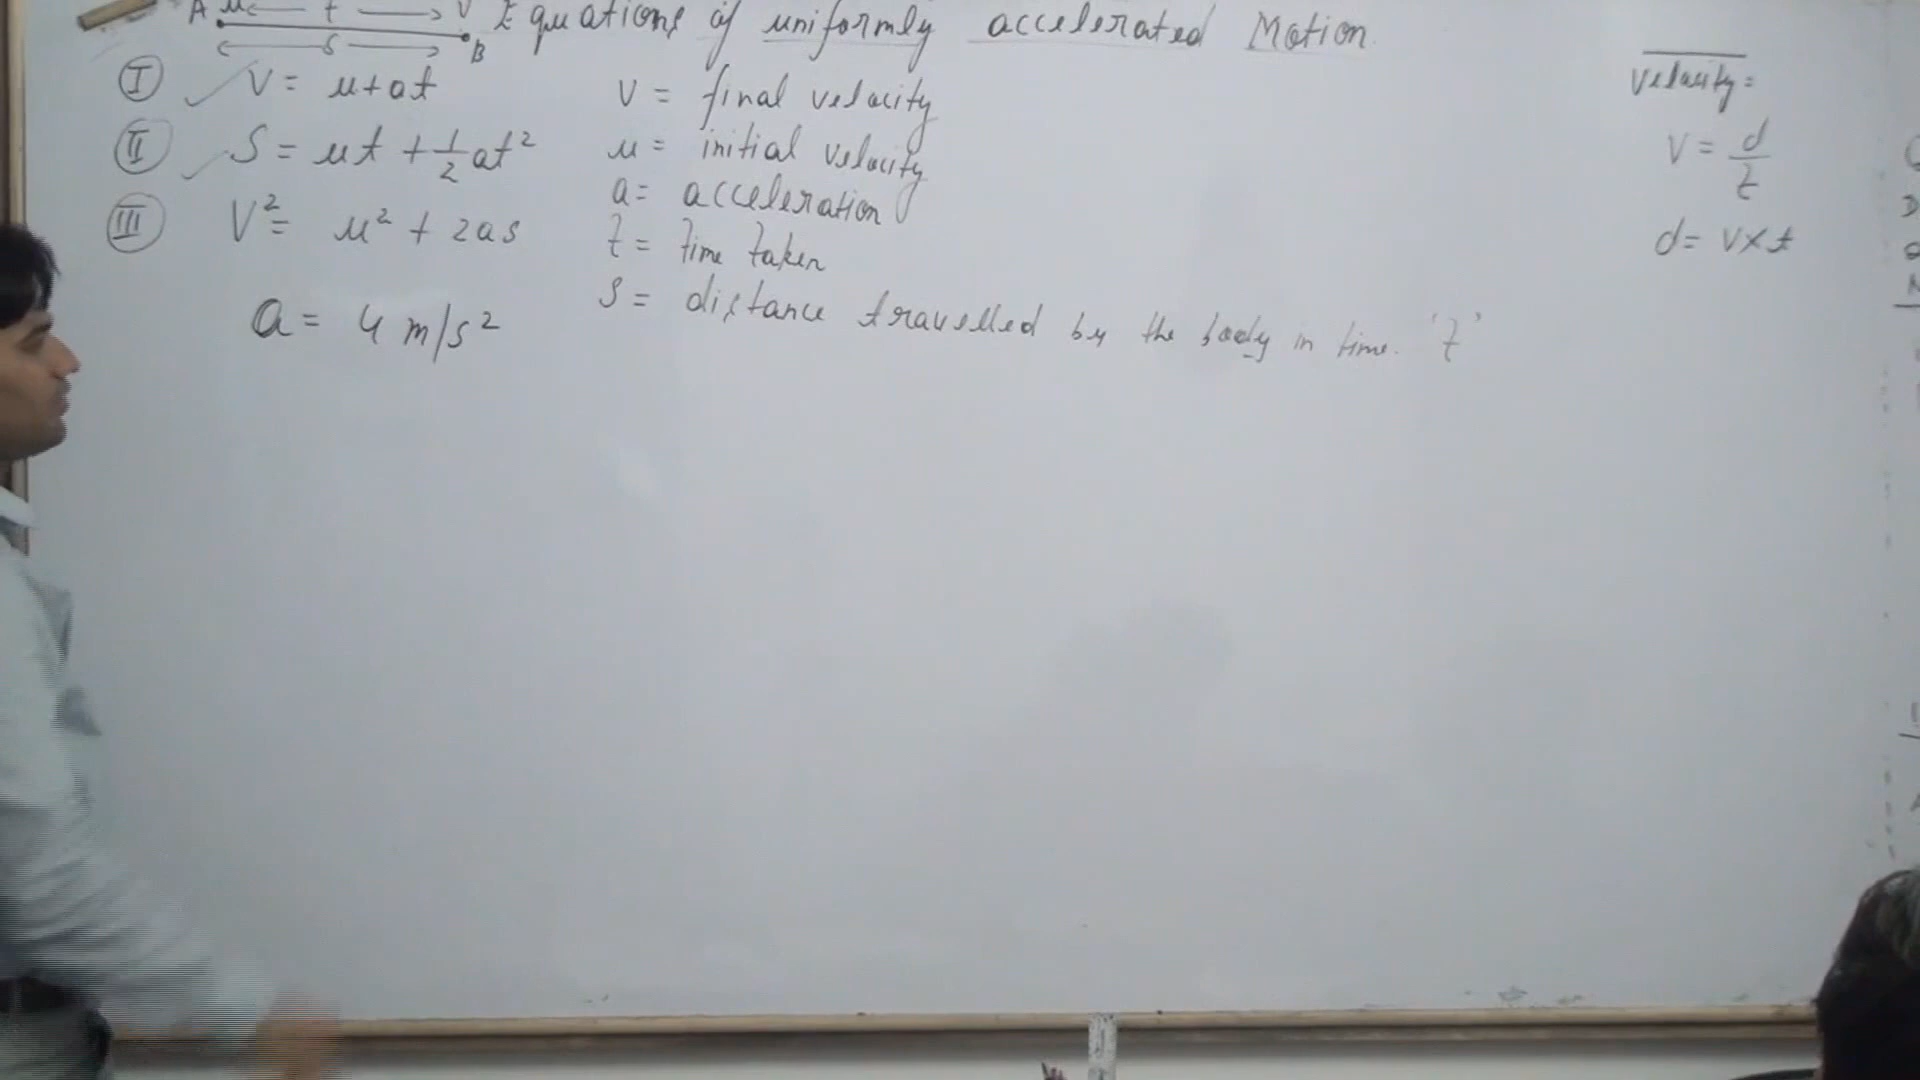 A u t v
Equations of uniformly accelerated Motion
S B
I V = u+at
II S = ut + 1/2 at²
III V² = u² + 2as
a = 4 m/s²
v = final velocity
u = initial velocity
a = acceleration
t = time taken
S = distance travelled by the body in time. 't'
Velocity =
V = d/t
d = v×t